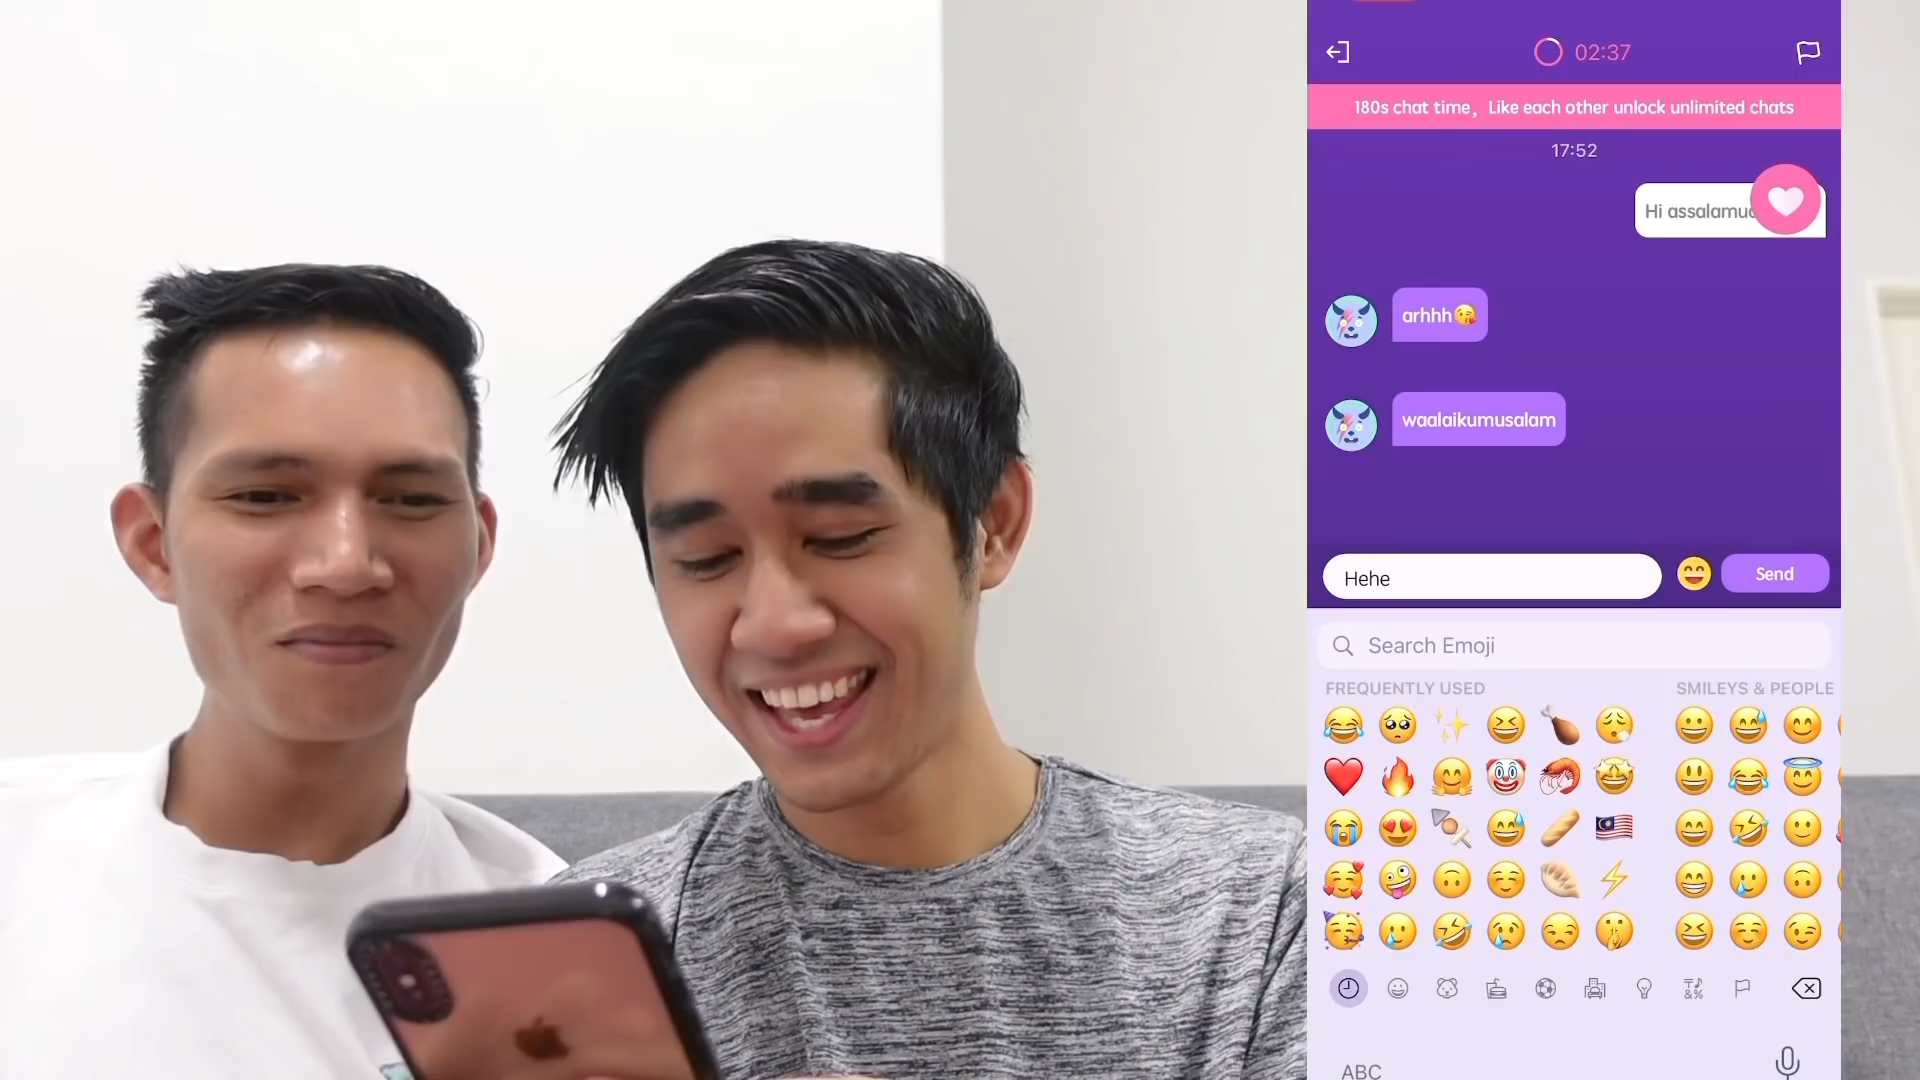 02:37
180s chat time, Like each other unlock unlimited chats
17:52
Hi
arhhh😘
waalaikumusalam
Hehe
Send
Search Emoji
FREQUENTLY USED
SMILEYS & PEOPLE
ABC